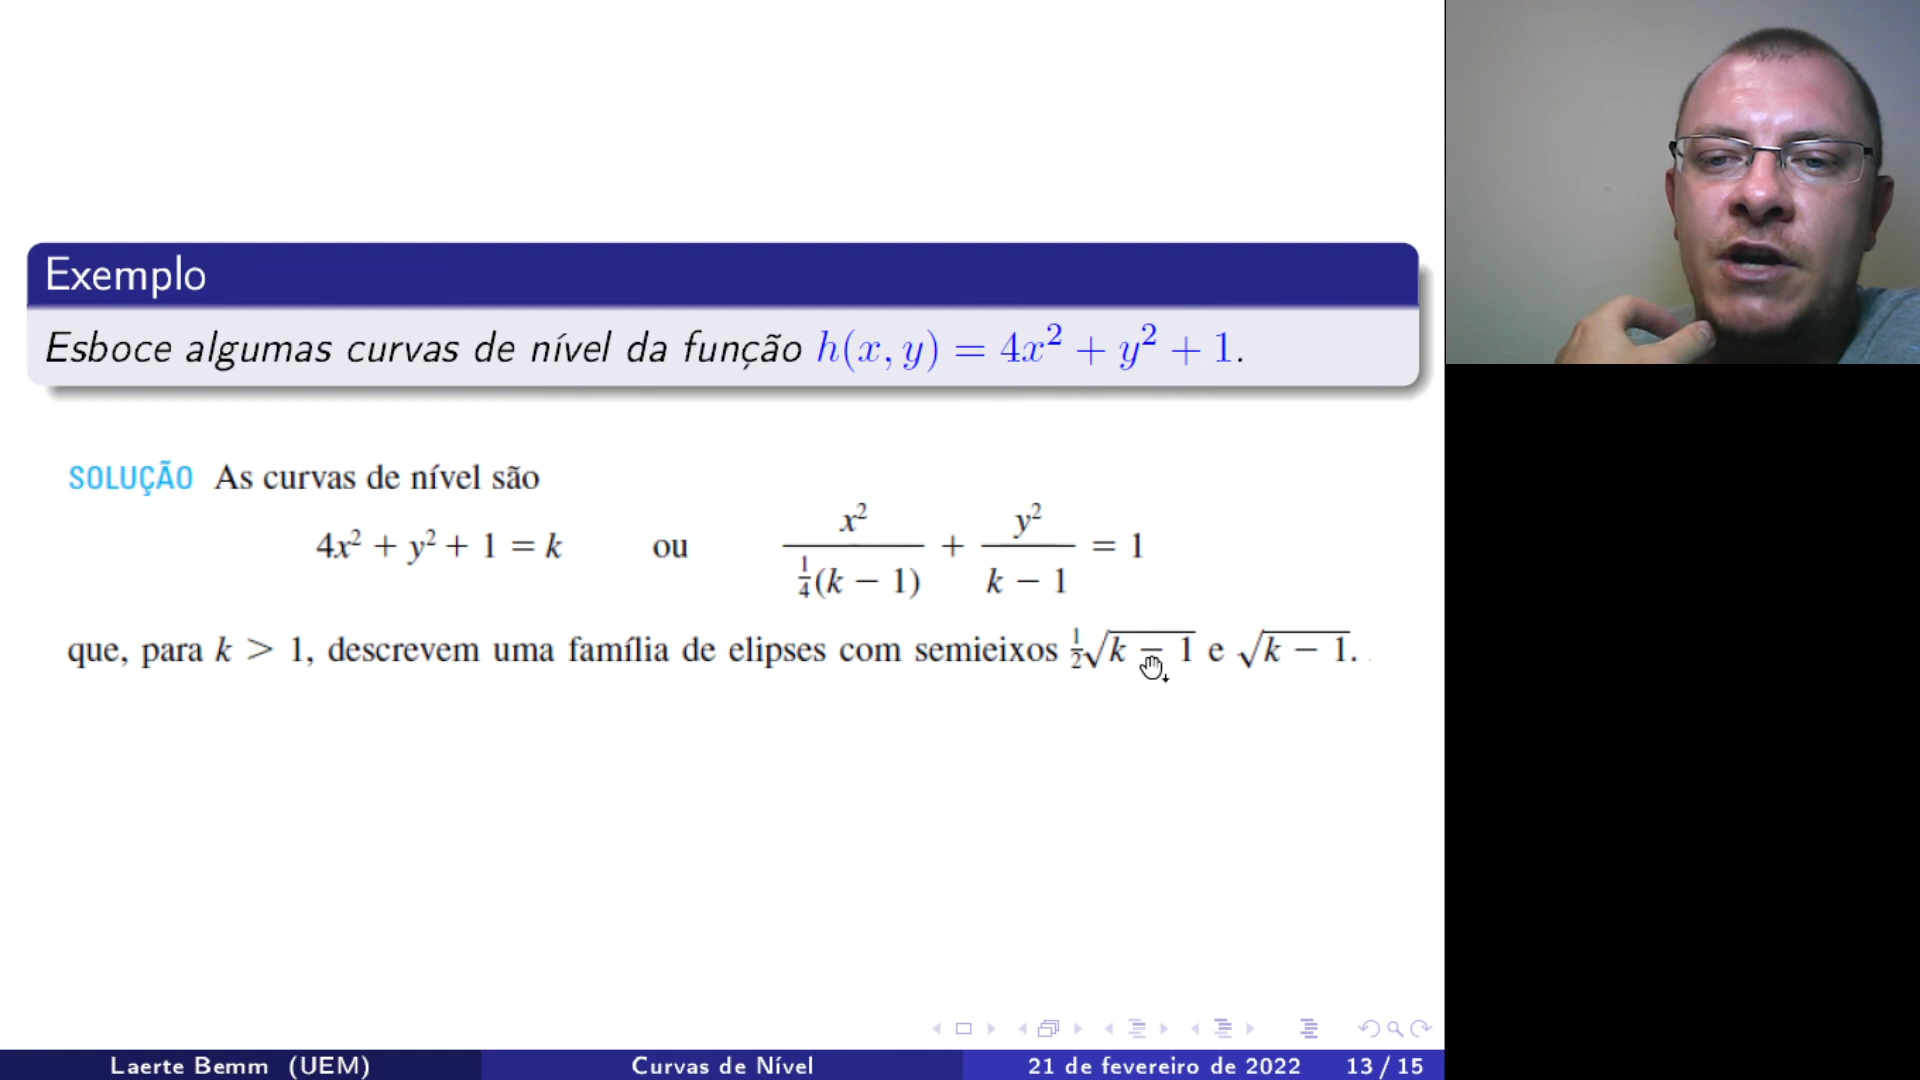 Exemplo
Esboce algumas curvas de nível da função h(x, y) = 4x² + y² + 1.
SOLUÇÃO As curvas de nível são
4x² + y² + 1 = k ou x²/(¼(k − 1)) + y²/(k − 1) = 1
que, para k > 1, descrevem uma família de elipses com semieixos ½√(k − 1) e √(k − 1).
Laerte Bemm (UEM) Curvas de Nível 21 de fevereiro de 2022 13 / 15